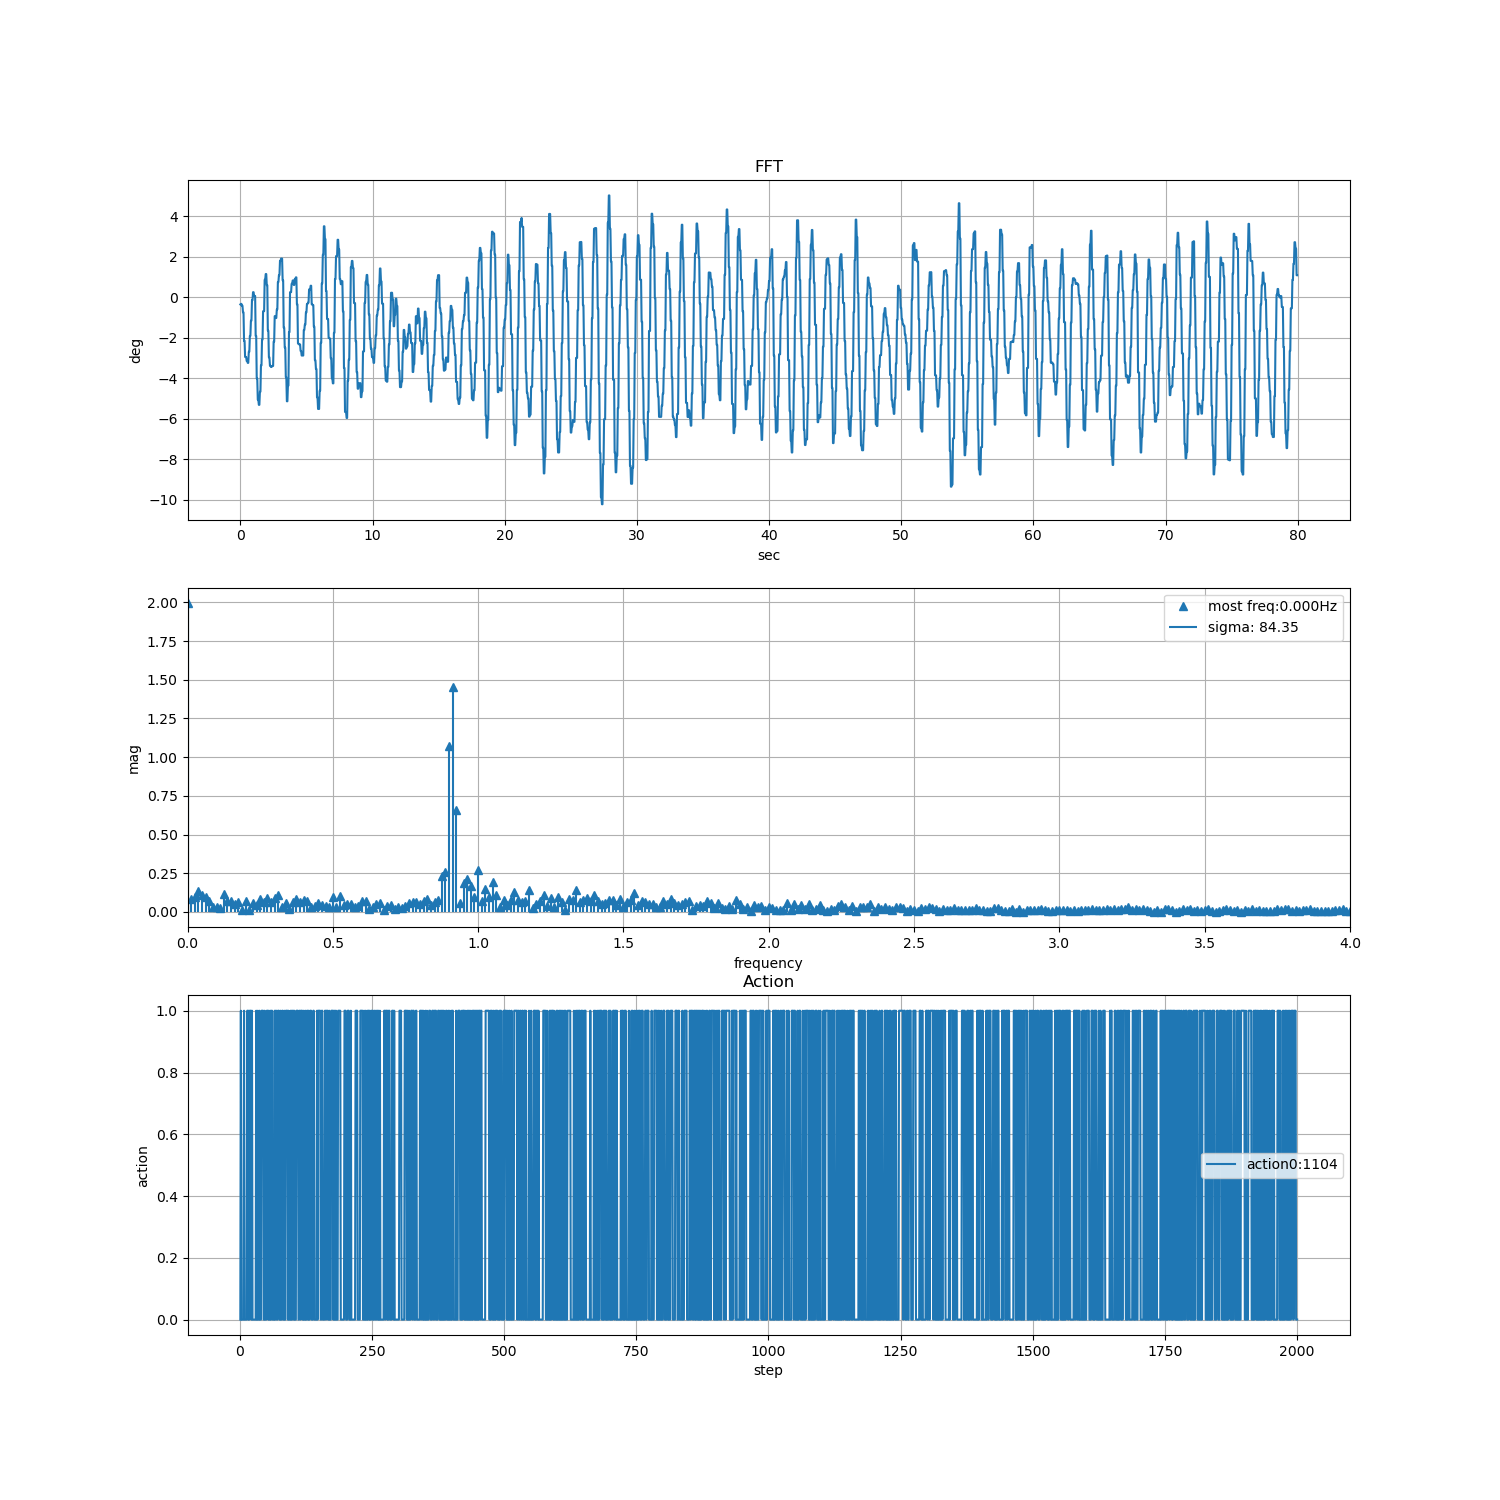 FFT
4
2
0
−2
−4
−6
−8
−10
deg
0 10 20 30 40 50 60 70 80
sec
2.00
1.75
1.50
1.25
1.00
0.75
0.50
0.25
0.00
mag
most freq:0.000Hz
sigma: 84.35
0.0 0.5 1.0 1.5 2.0 2.5 3.0 3.5 4.0
frequency
Action
1.0
0.8
0.6
0.4
0.2
0.0
action
action0:1104
0 250 500 750 1000 1250 1500 1750 2000
step